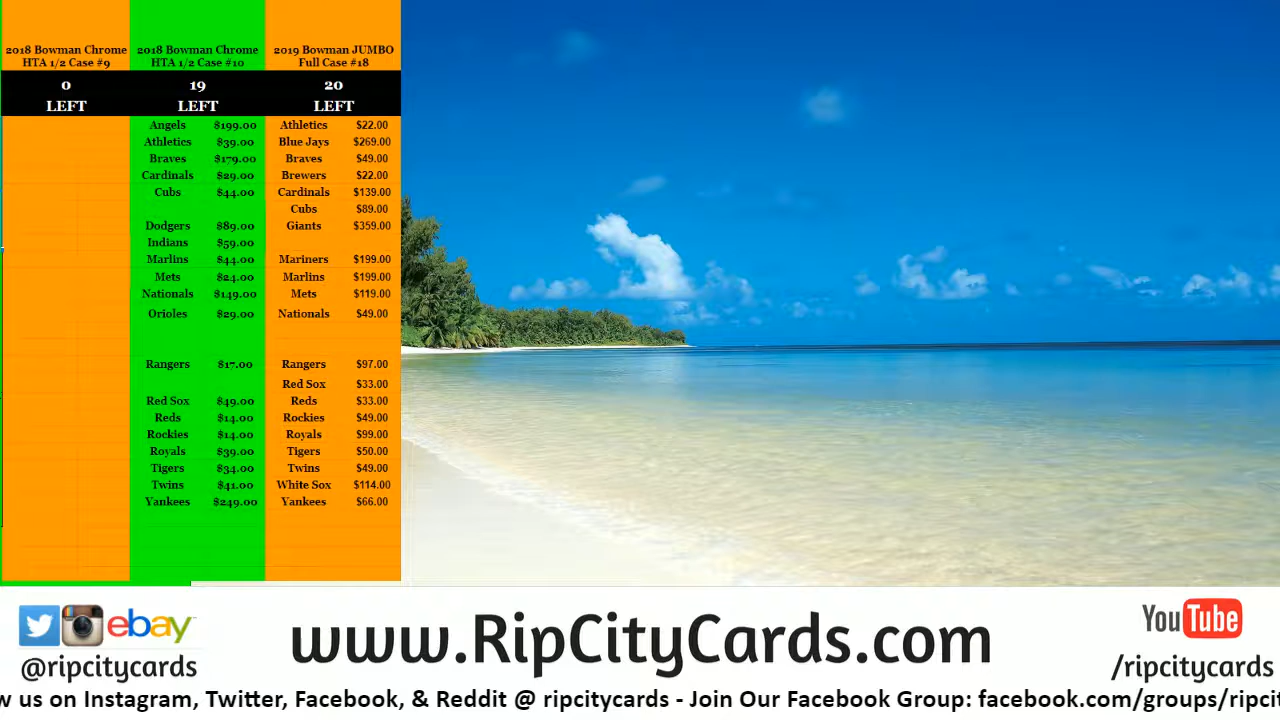 2018 Bowman Chrome HTA 1/2 Case #9
0
LEFT
2018 Bowman Chrome HTA 1/2 Case #10
19
LEFT
Angels $199.00
Athletics $39.00
Braves $179.00
Cardinals $29.00
Cubs $44.00
Dodgers $89.00
Indians $59.00
Marlins $44.00
Mets $24.00
Nationals $149.00
Orioles $29.00
Rangers $17.00
Red Sox $49.00
Reds $14.00
Rockies $14.00
Royals $39.00
Tigers $34.00
Twins $41.00
Yankees $249.00
2019 Bowman JUMBO Full Case #18
20
LEFT
Athletics $22.00
Blue Jays $269.00
Braves $49.00
Brewers $22.00
Cardinals $139.00
Cubs $89.00
Giants $359.00
Mariners $199.00
Marlins $199.00
Mets $119.00
Nationals $49.00
Rangers $97.00
Red Sox $33.00
Reds $33.00
Rockies $49.00
Royals $99.00
Tigers $50.00
Twins $49.00
White Sox $114.00
Yankees $66.00
ebay
@ripcitycards
www.RipCityCards.com
YouTube
/ripcitycards
w us on Instagram, Twitter, Facebook, & Reddit @ ripcitycards - Join Our Facebook Group: facebook.com/groups/ripcit